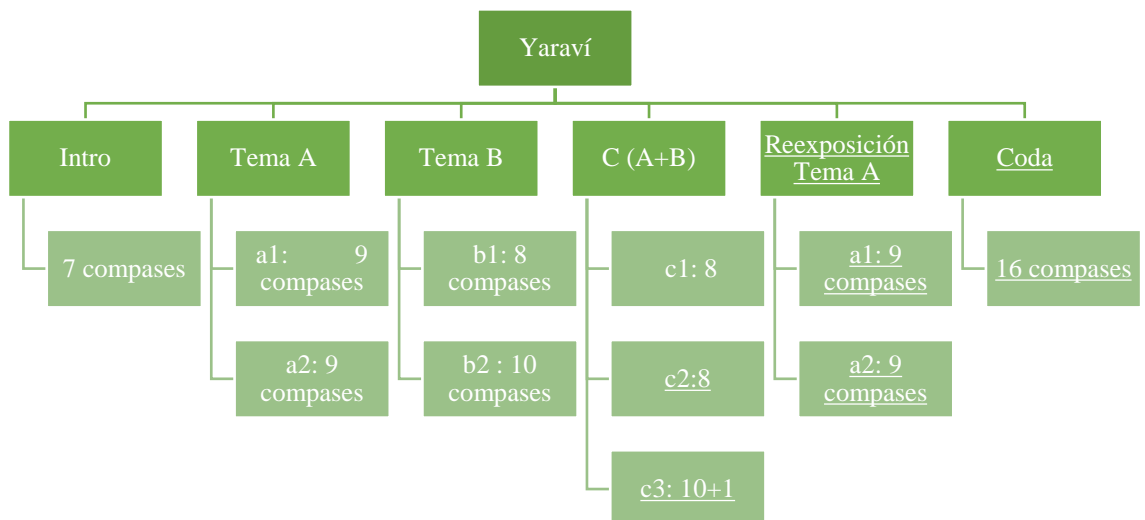 Yaraví
Intro
Tema A
Tema B
C (A+B)
Reexposición
Tema A
Coda
7 compases
a1: 9
compases
b1: 8
compases
c1: 8
a1: 9
compases
16 compases
a2: 9
compases
b2 : 10
compases
c2:8
a2: 9
compases
c3: 10+1